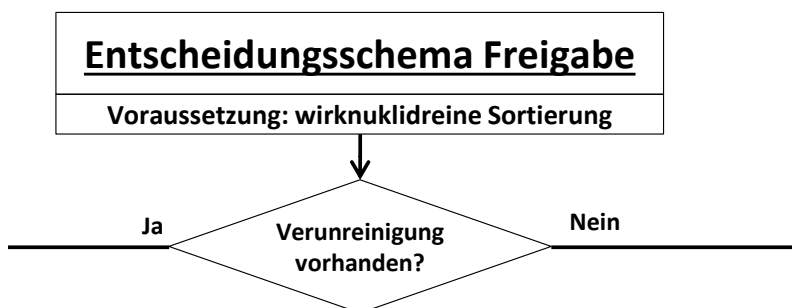 Entscheidungsschema Freigabe
Voraussetzung: wirknuklidreine Sortierung
Ja
Verunreinigung
vorhanden?
Nein